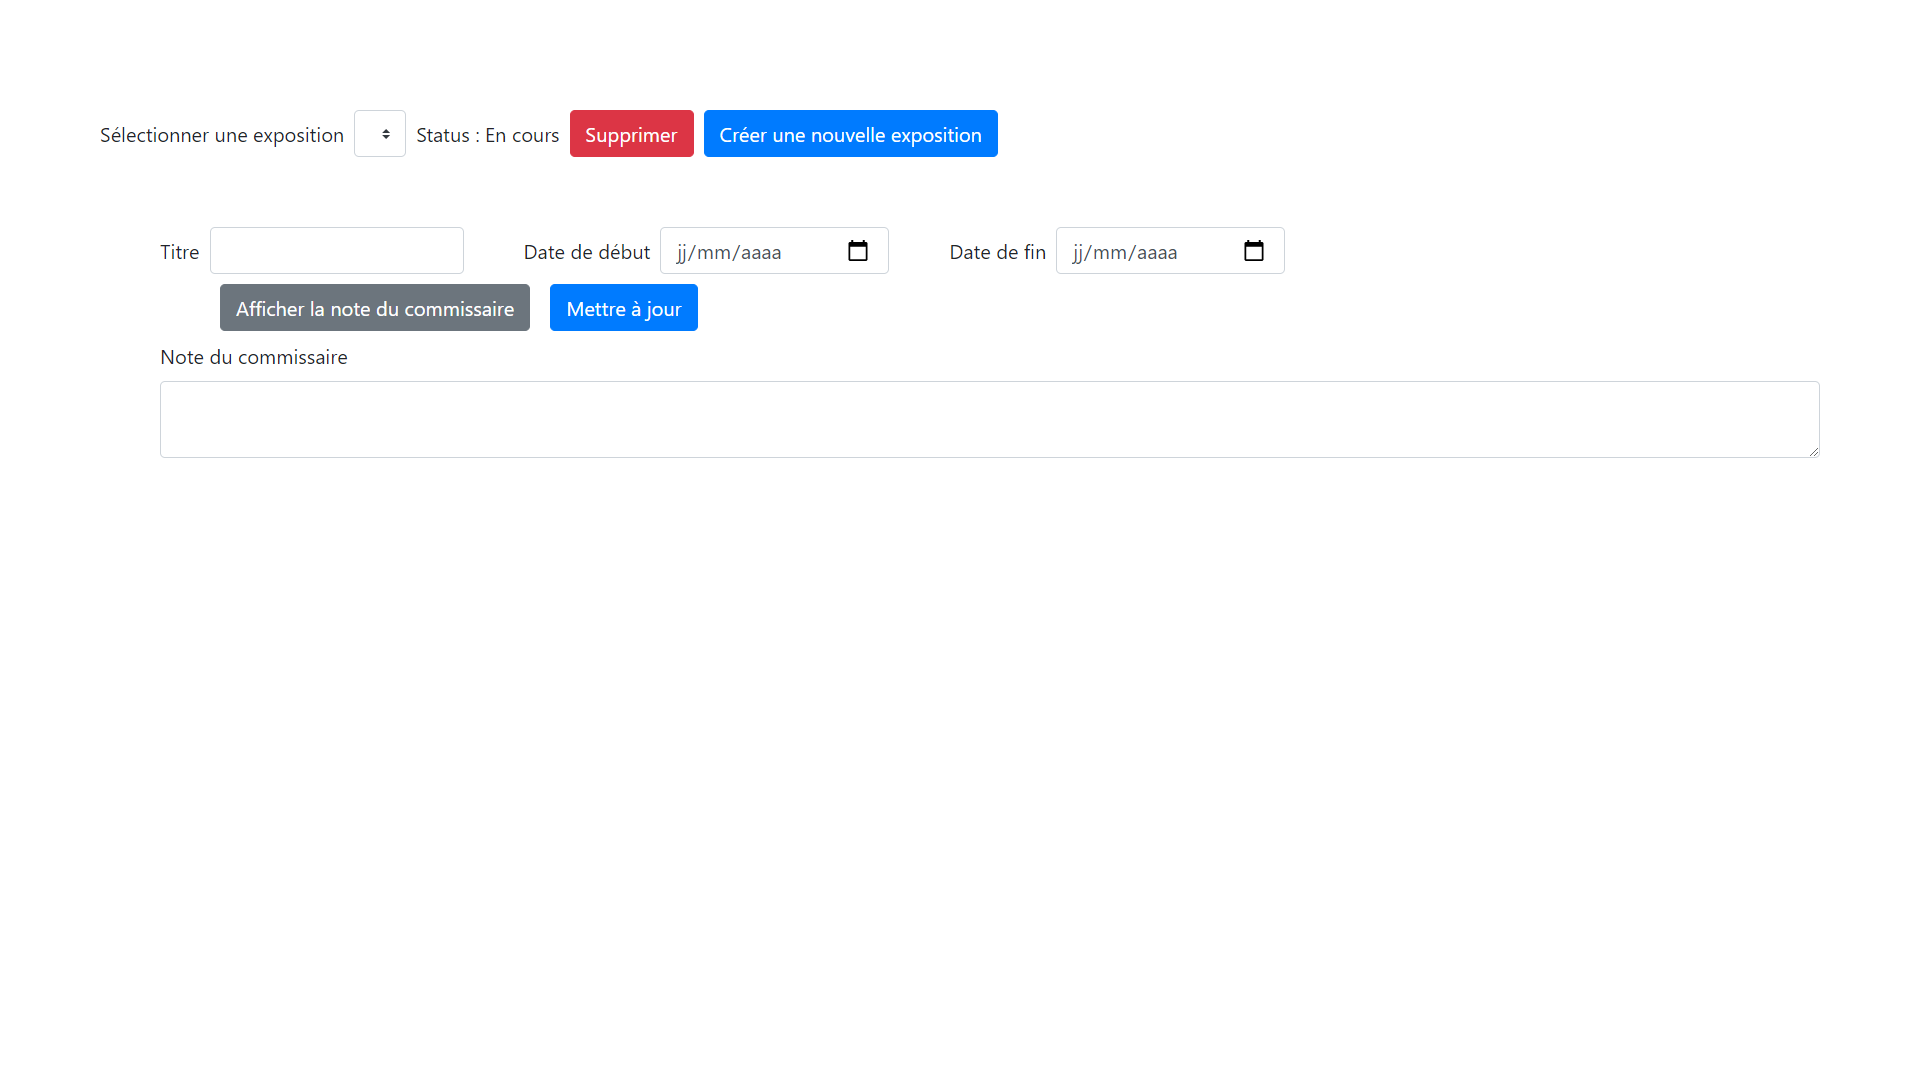 Sélectionner une exposition Status : En cours Supprimer Créer une nouvelle exposition
Titre Date de début jj/mm/aaaa Date de fin jj/mm/aaaa
Afficher la note du commissaire Mettre à jour
Note du commissaire